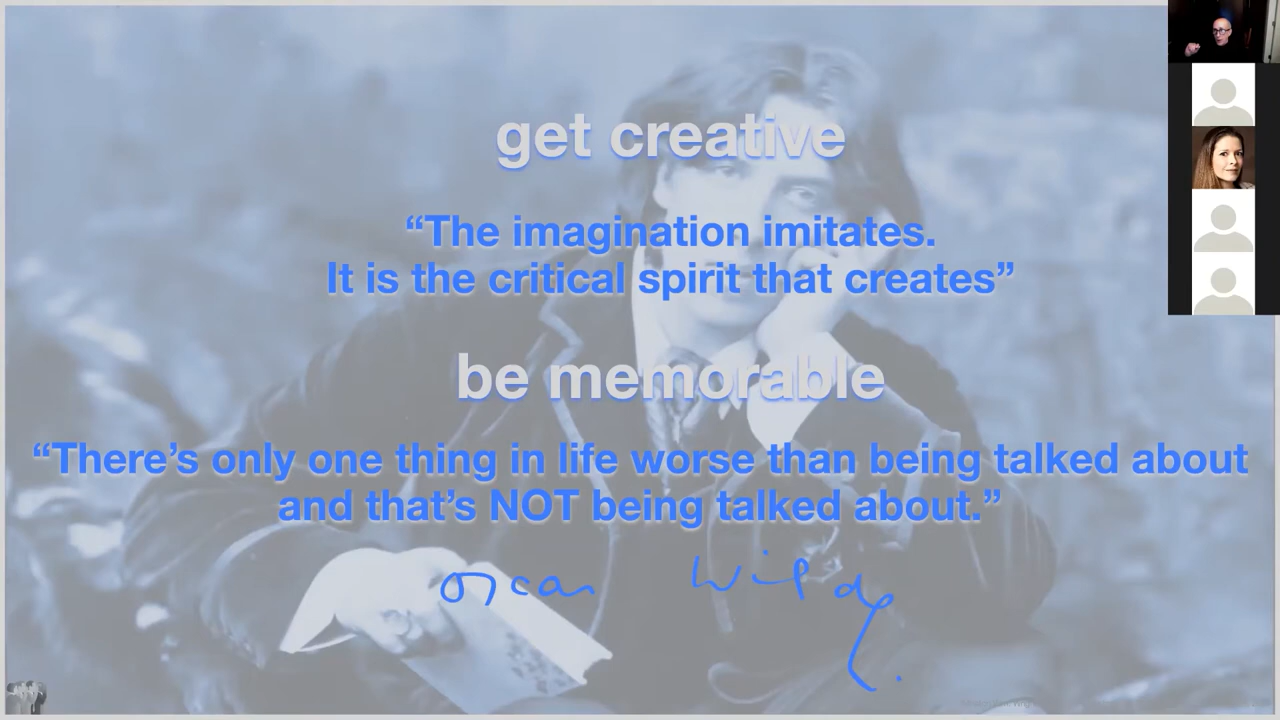 get creative
“The imagination imitates.
It is the critical spirit that creates”
be memorable
“There’s only one thing in life worse than being talked about
and that’s NOT being talked about.”
Oscar Wilde.